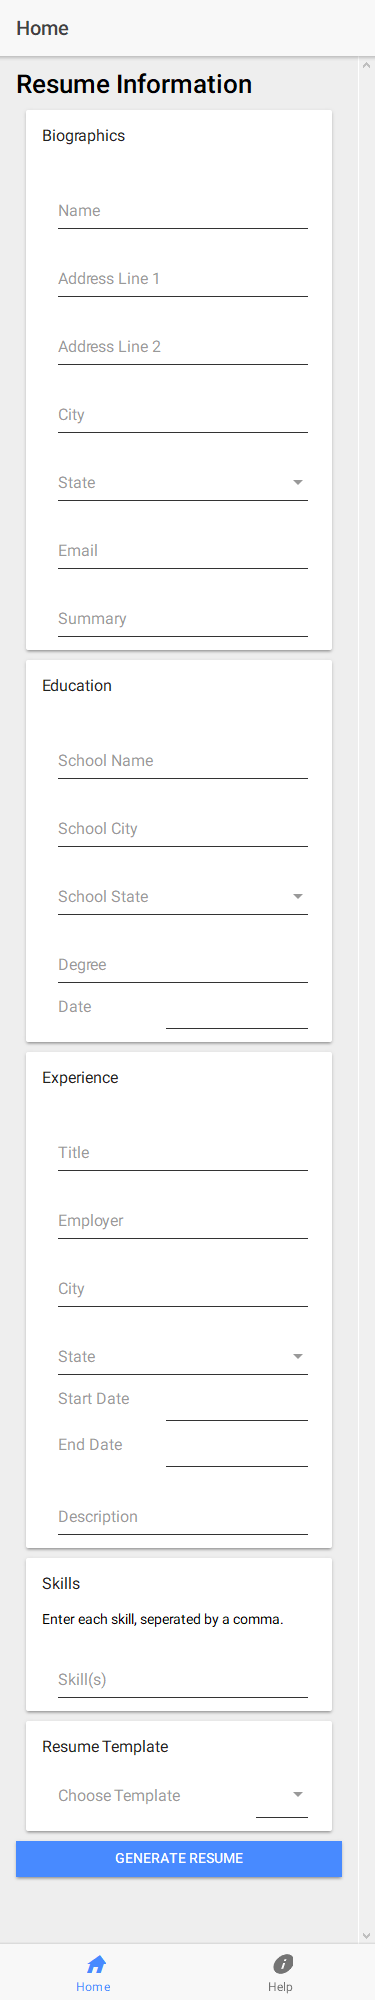 Home
Resume Information
Biographics
Name
Address Line 1
Address Line 2
City
State
Email
Summary
Education
School Name
School City
School State
Degree
Date
Experience
Title
Employer
City
State
Start Date
End Date
Description
Skills
Enter each skill, seperated by a comma.
Skill(s)
Resume Template
Choose Template
GENERATE RESUME
Home
Help